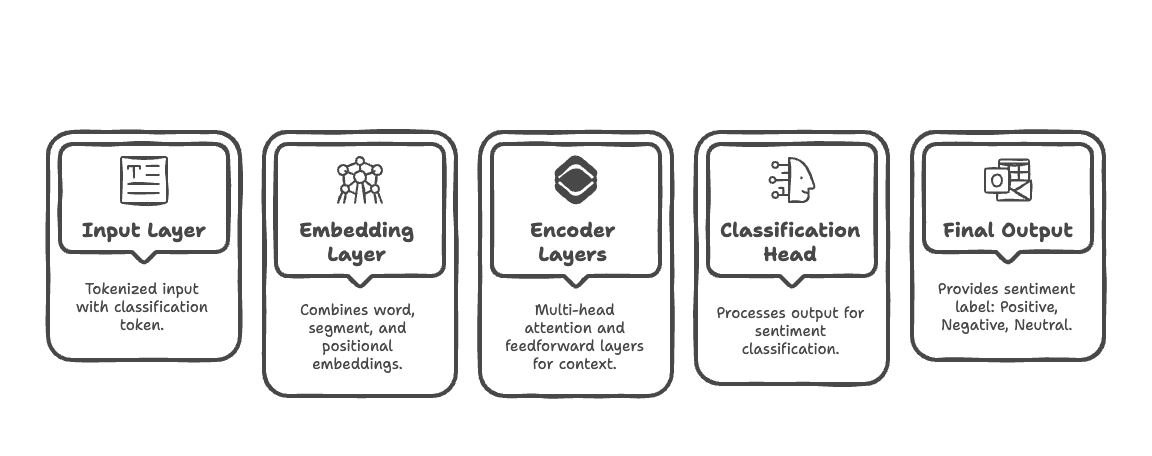 Input Layer
Tokenized input
with classification
token.
Embedding
Layer
Combines word,
segment, and
positional
embeddings.
Encoder
Layers
Multi-head
attention and
feedforward layers
for context.
Classification
Head
Processes output for
sentiment
classification.
Final Output
Provides sentiment
label: Positive,
Negative, Neutral.